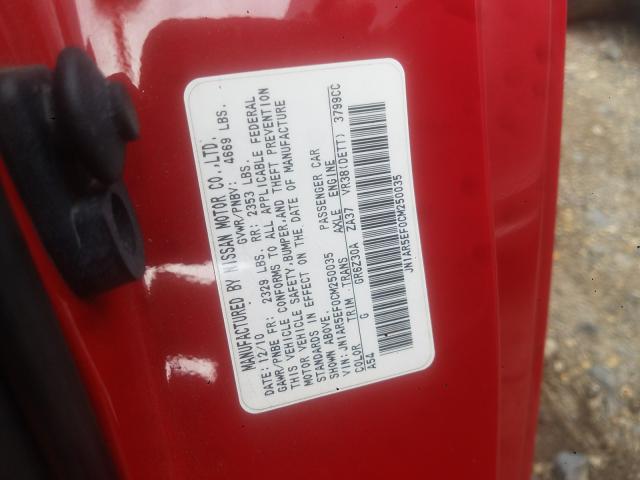 MANUFACTURED BY NISSAN MOTOR CO.,LTD.
DATE: 12/10 GVWR/PNBV: 4669 LBS.
GAWR/PNBE FR: 2329 LBS. RR: 2353 LBS.
THIS VEHICLE CONFORMS TO ALL APPLICABLE FEDERAL
MOTOR VEHICLE SAFETY,BUMPER,AND THEFT PREVENTION
STANDARDS IN EFFECT ON THE DATE OF MANUFACTURE
SHOWN ABOVE.
VIN: JN1AR5EF0CM250035 PASSENGER CAR
COLOR TRIM TRANS AXLE ENGINE
A54 G GR6Z30A ZA37 VR38(DETT) 3799CC
JN1AR5EF0CM250035